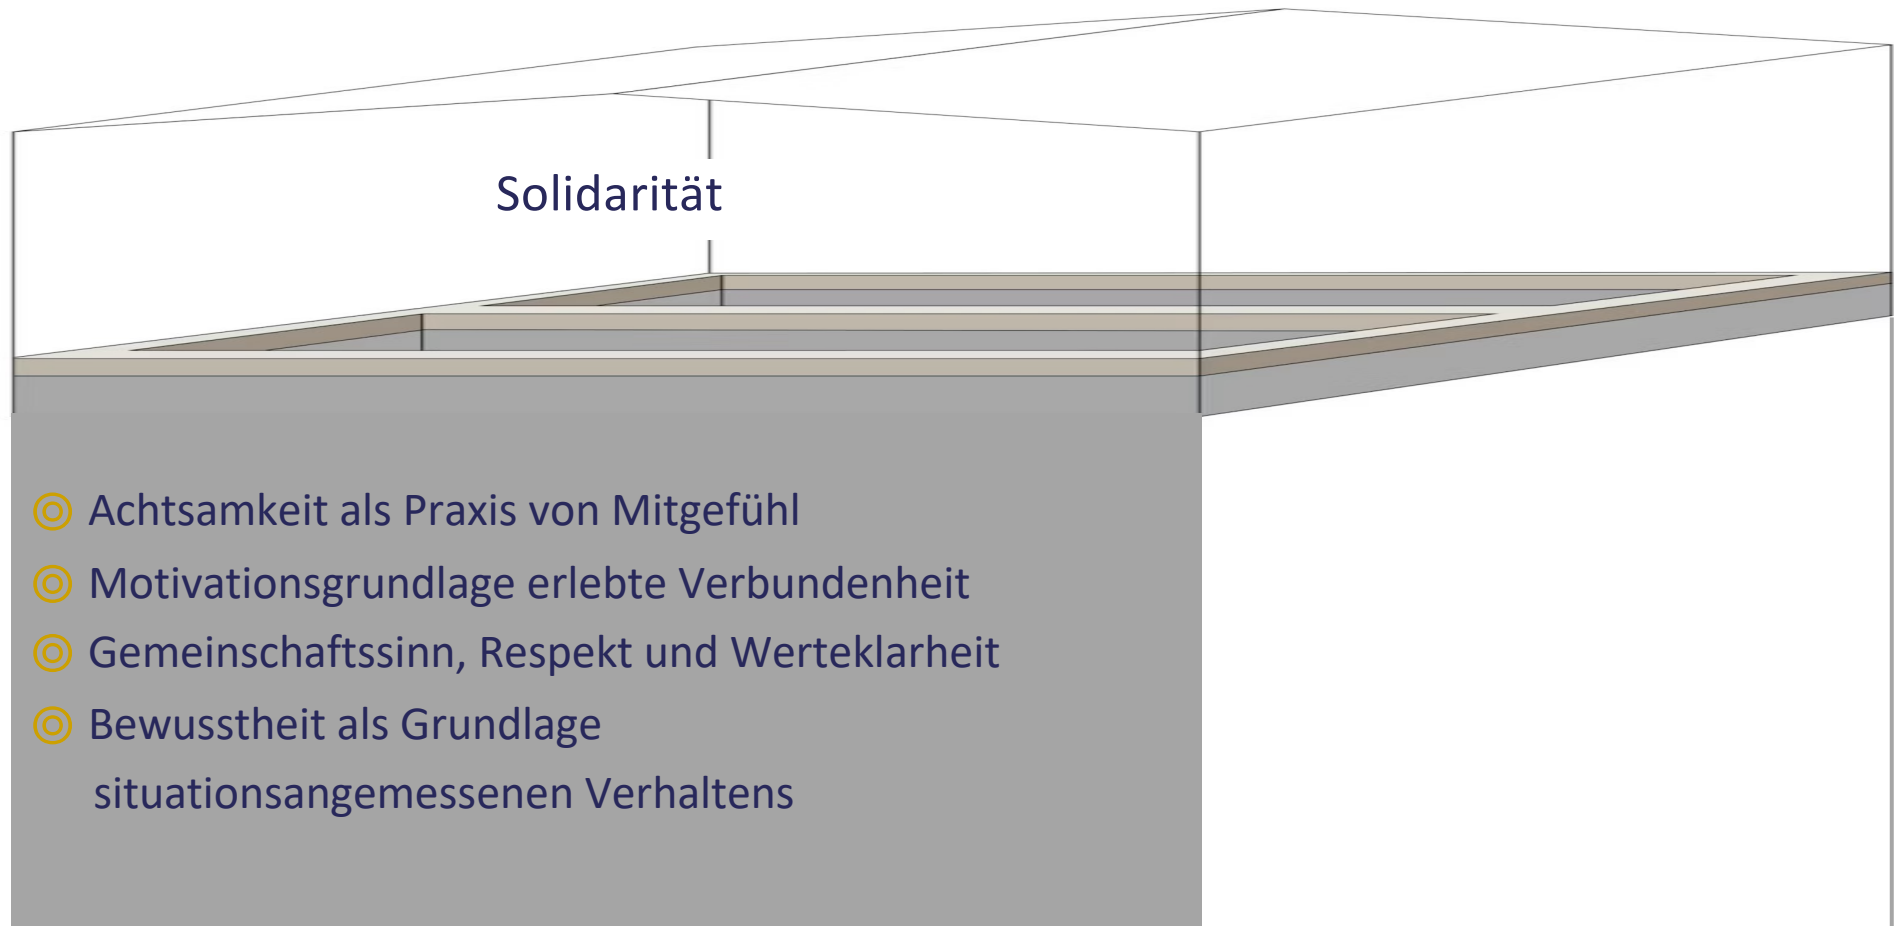 Solidarität
◎ Achtsamkeit als Praxis von Mitgefühl
◎ Motivationsgrundlage erlebte Verbundenheit
◎ Gemeinschaftssinn, Respekt und Werteklarheit
◎ Bewusstheit als Grundlage
situationsangemessenen Verhaltens